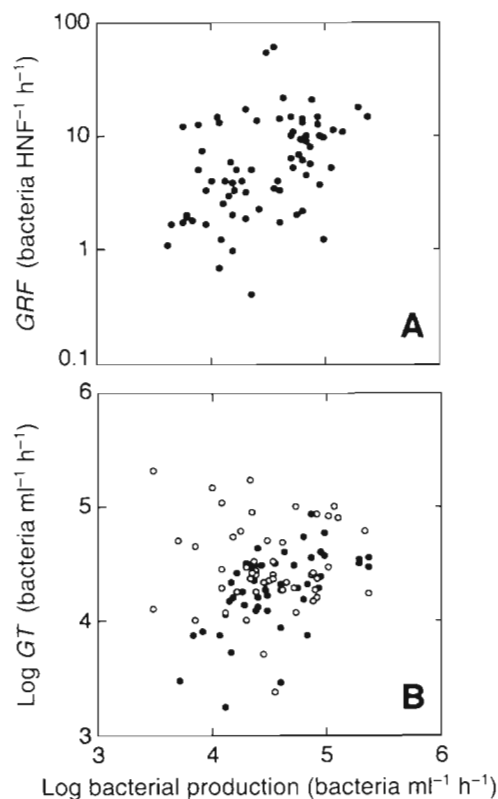 100
10
1
0.1
GRF (bacteria HNF⁻¹ h⁻¹)
A
6
5
4
3
Log GT (bacteria ml⁻¹ h⁻¹)
B
3 4 5 6
Log bacterial production (bacteria ml⁻¹ h⁻¹)